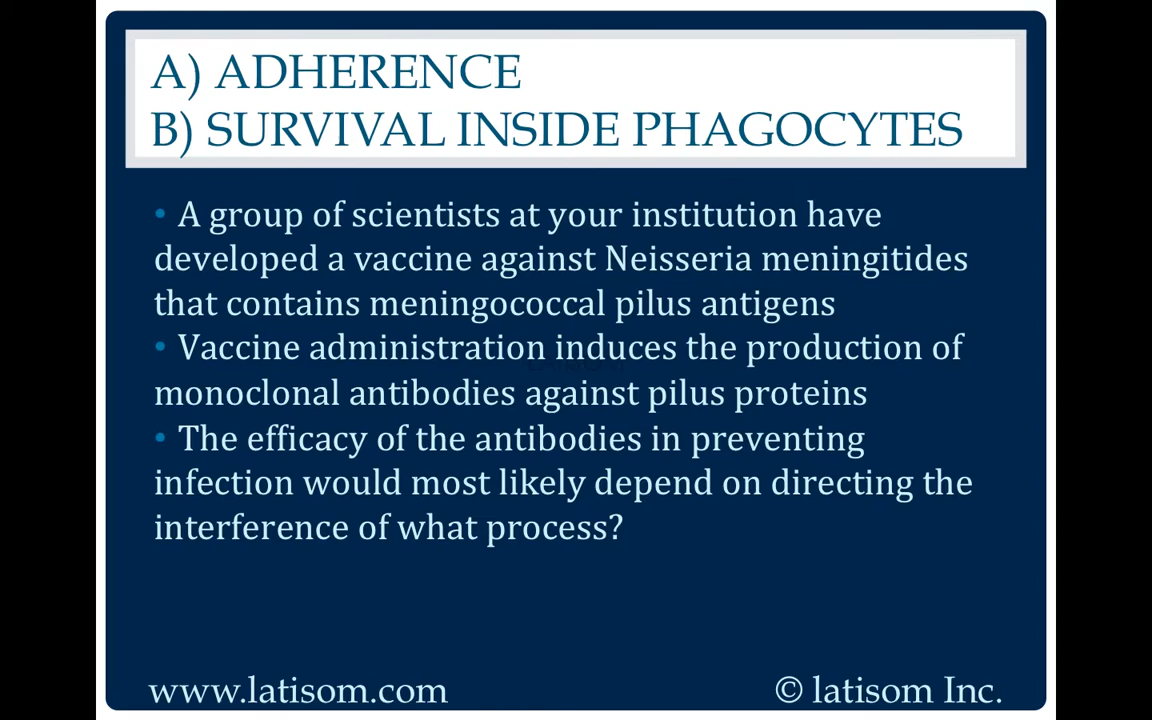 A) ADHERENCE
B) SURVIVAL INSIDE PHAGOCYTES
• A group of scientists at your institution have
developed a vaccine against Neisseria meningitides
that contains meningococcal pilus antigens
• Vaccine administration induces the production of
monoclonal antibodies against pilus proteins
• The efficacy of the antibodies in preventing
infection would most likely depend on directing the
interference of what process?
www.latisom.com
© latisom Inc.